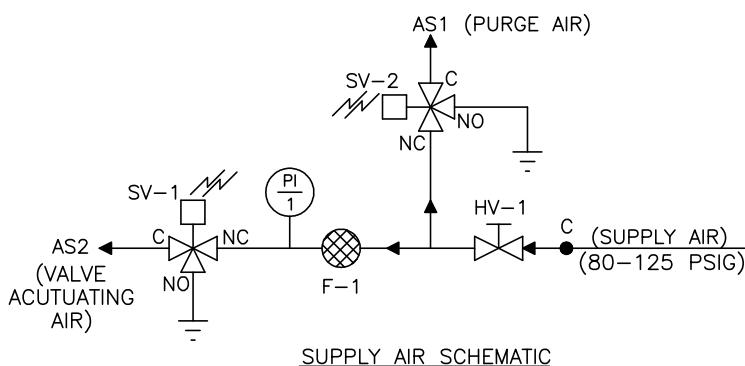 AS1 (PURGE AIR)
SV-2
C
NO
NC
SV-1
PI
1
HV-1
C
(SUPPLY AIR)
(80-125 PSIG)
AS2
C
NC
(VALVE
ACUTUATING
AIR)
NO
F-1
SUPPLY AIR SCHEMATIC